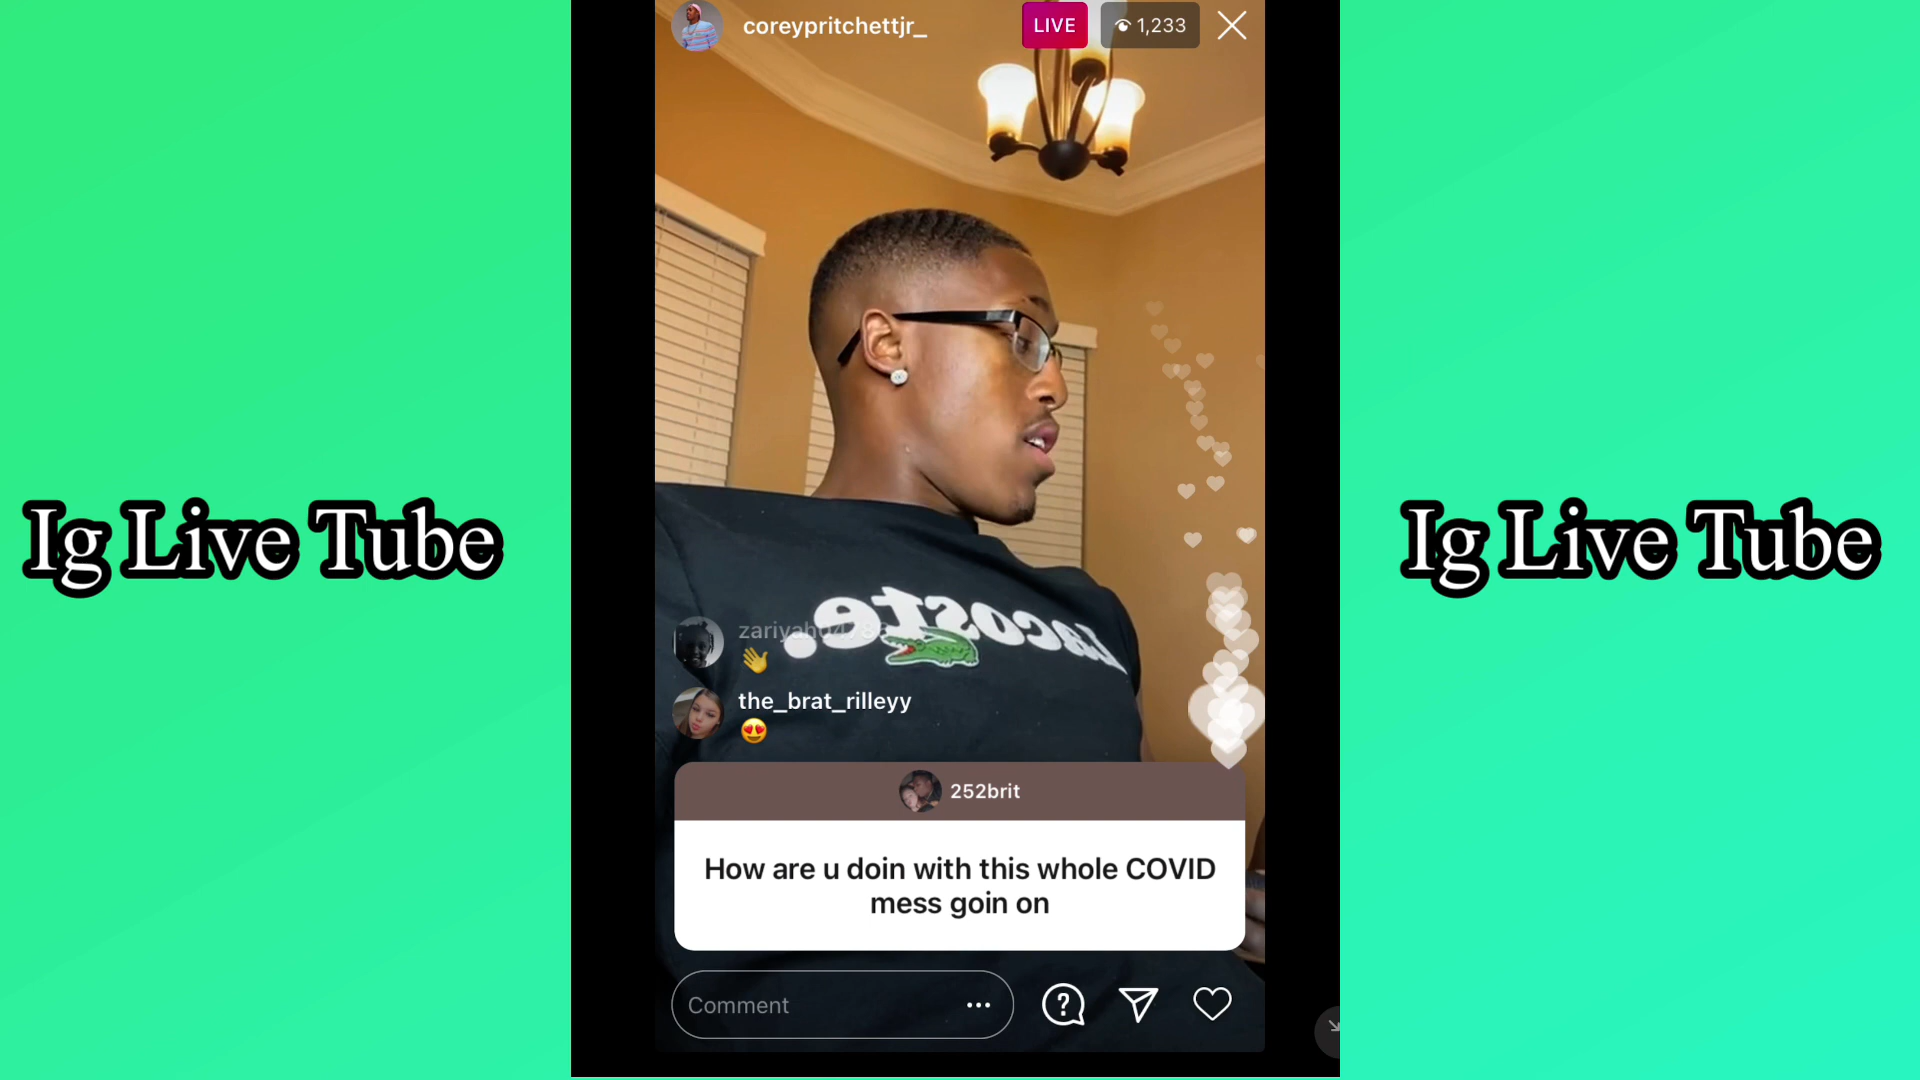 coreypritchettjr_
LIVE
1,233
Ig Live Tube
Ig Live Tube
Lacoste.
the_brat_rilleyy
😍
252brit
How are u doin with this whole COVID
mess goin on
Comment